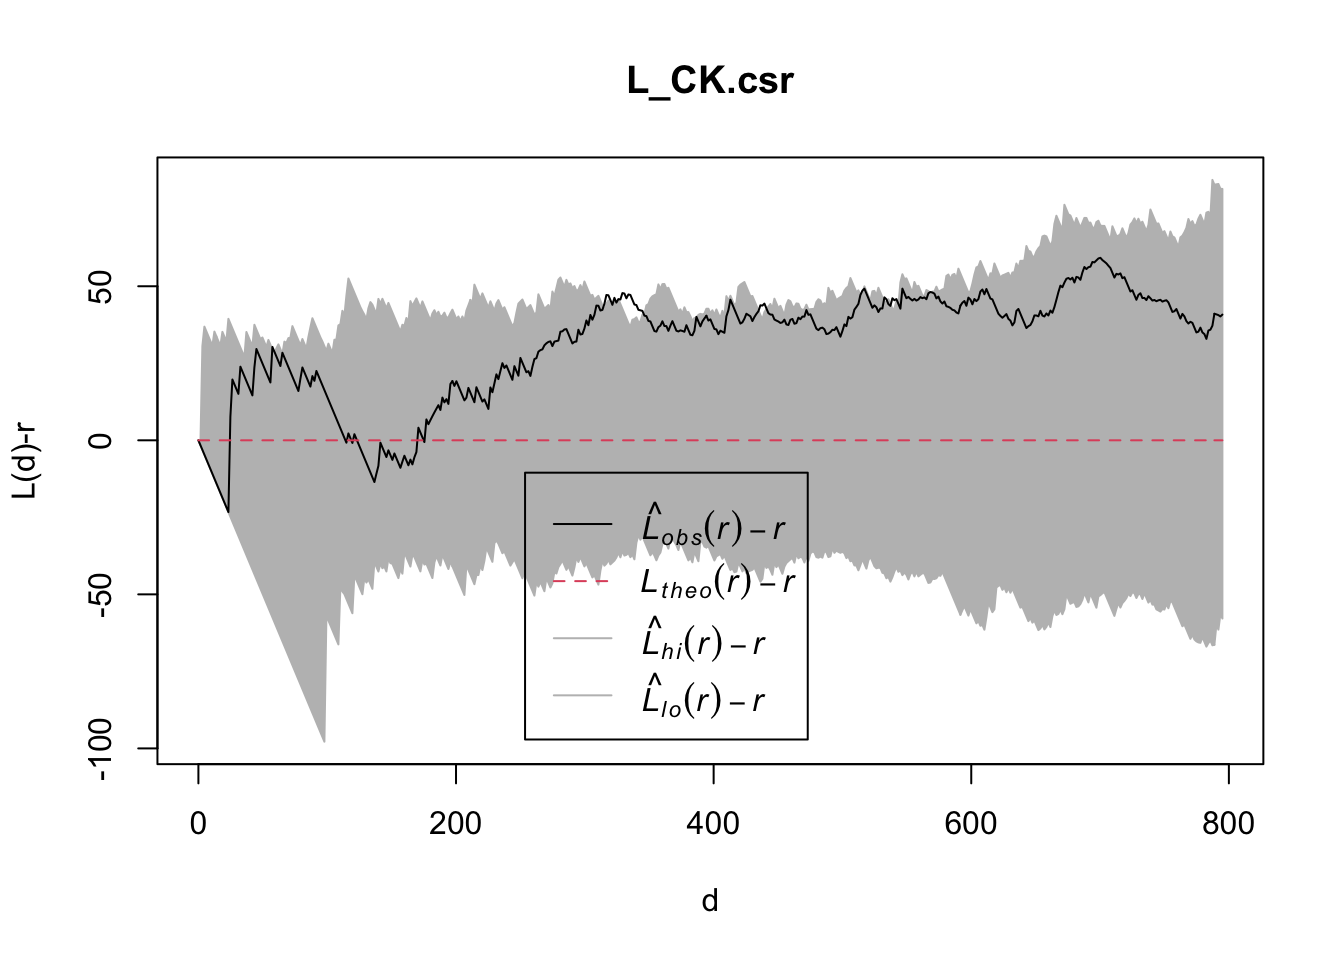 L_CK.csr
L(d)-r
50
0
-50
-100
L̂obs(r) − r
Ltheo(r) − r
L̂hi(r) − r
L̂lo(r) − r
0 200 400 600 800
d